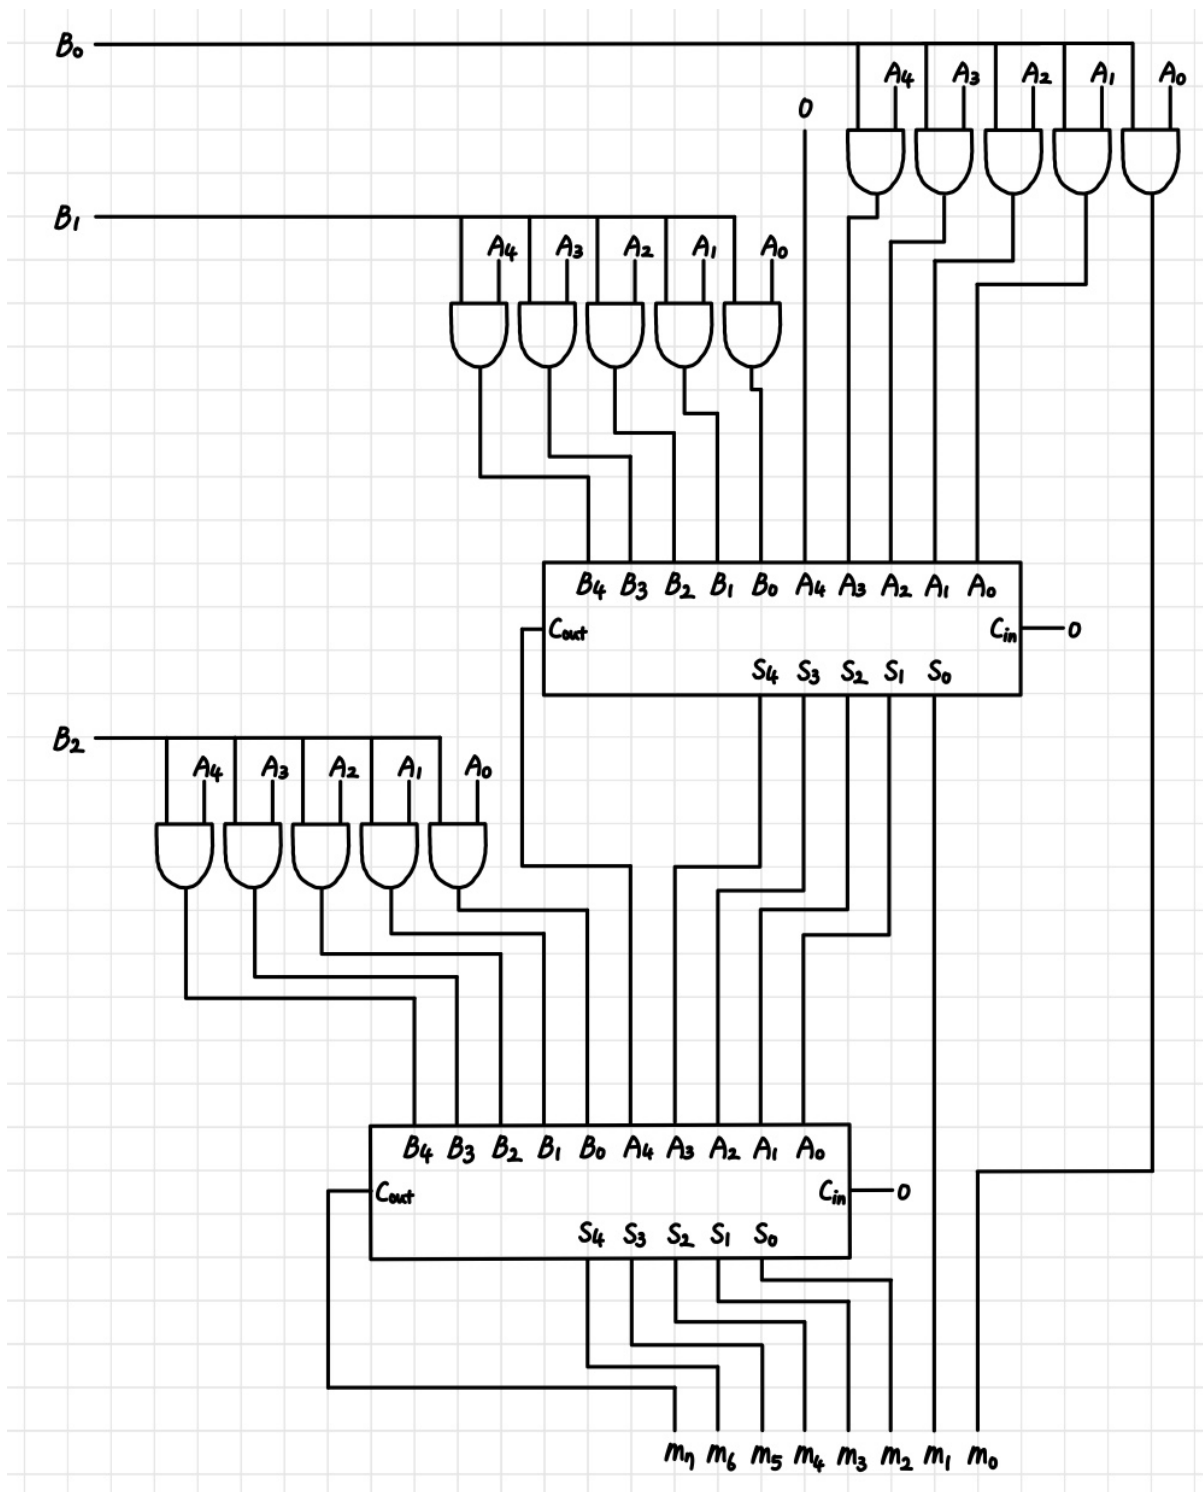 B₀
A₄ A₃ A₂ A₁ A₀
0
B₁
A₄ A₃ A₂ A₁ A₀
B₄ B₃ B₂ B₁ B₀ A₄ A₃ A₂ A₁ A₀
Cout Cin 0
S₄ S₃ S₂ S₁ S₀
B₂
A₄ A₃ A₂ A₁ A₀
B₄ B₃ B₂ B₁ B₀ A₄ A₃ A₂ A₁ A₀
Cout Cin 0
S₄ S₃ S₂ S₁ S₀
m₇ m₆ m₅ m₄ m₃ m₂ m₁ m₀